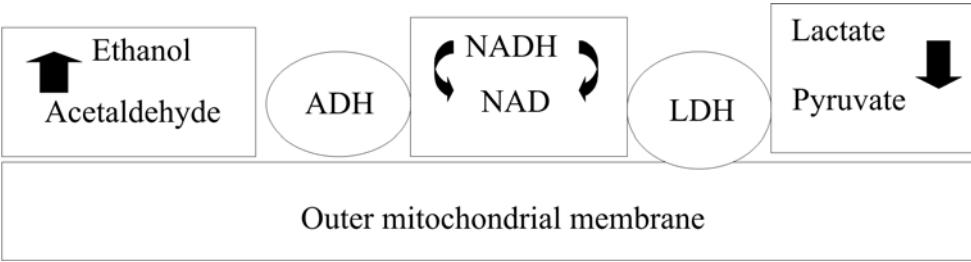 Ethanol
Acetaldehyde
ADH
NADH
NAD
LDH
Lactate
Pyruvate
Outer mitochondrial membrane